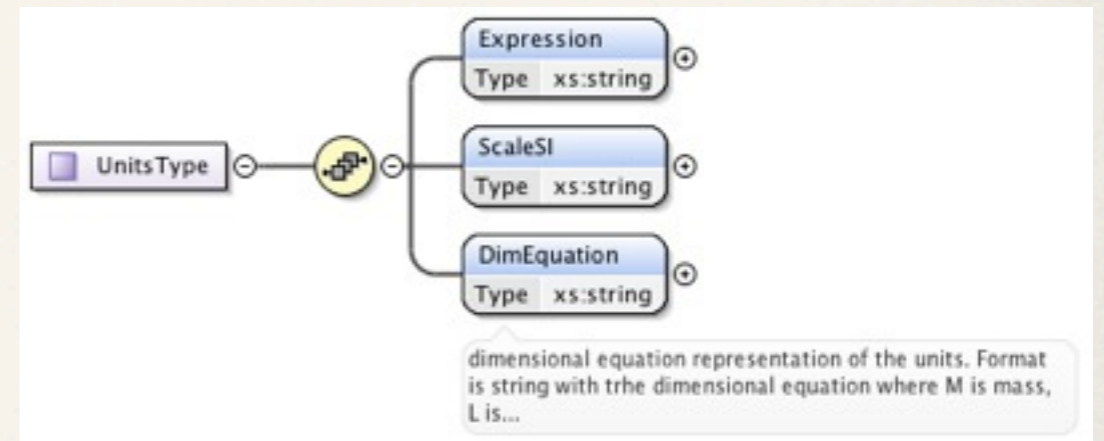 Expression
Type xs:string
UnitsType
ScaleSI
Type xs:string
DimEquation
Type xs:string
dimensional equation representation of the units. Format
is string with trhe dimensional equation where M is mass,
L is...